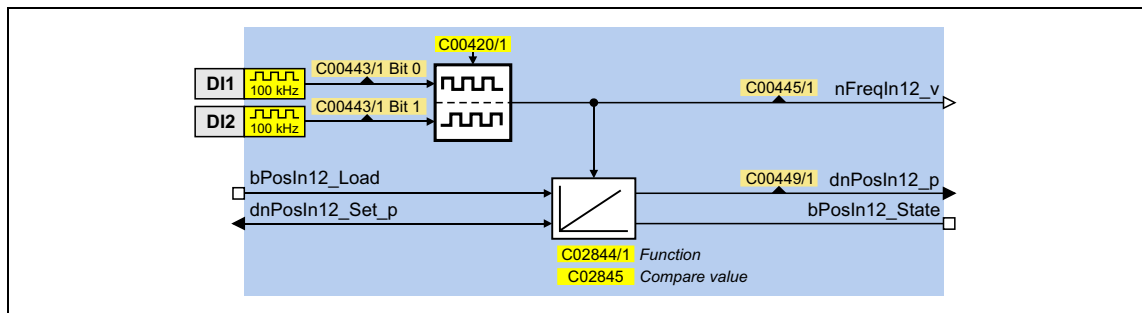 C00420/1
DI1
100 kHz
C00443/1 Bit 0
C00445/1
nFreqIn12_v
DI2
100 kHz
C00443/1 Bit 1
bPosIn12_Load
C00449/1
dnPosIn12_p
dnPosIn12_Set_p
bPosIn12_State
C02844/1 Function
C02845 Compare value